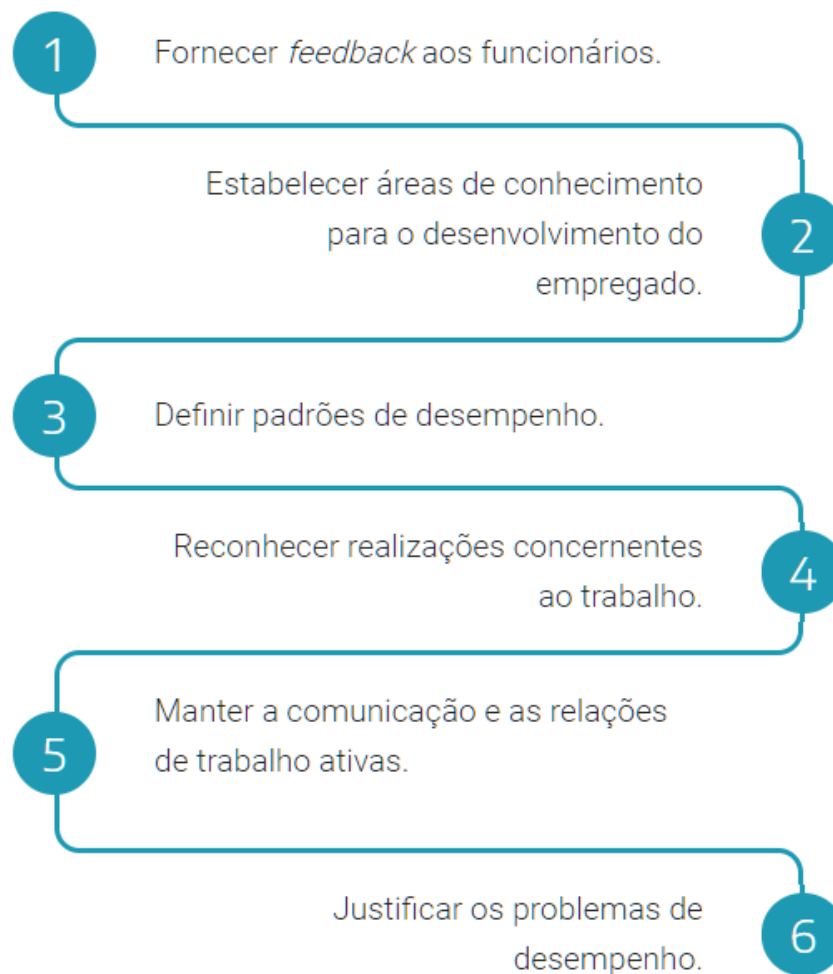 1
Fornecer feedback aos funcionários.
Estabelecer áreas de conhecimento
para o desenvolvimento do
empregado.
2
3
Definir padrões de desempenho.
Reconhecer realizações concernentes
ao trabalho.
4
Manter a comunicação e as relações
de trabalho ativas.
5
Justificar os problemas de
desempenho.
6